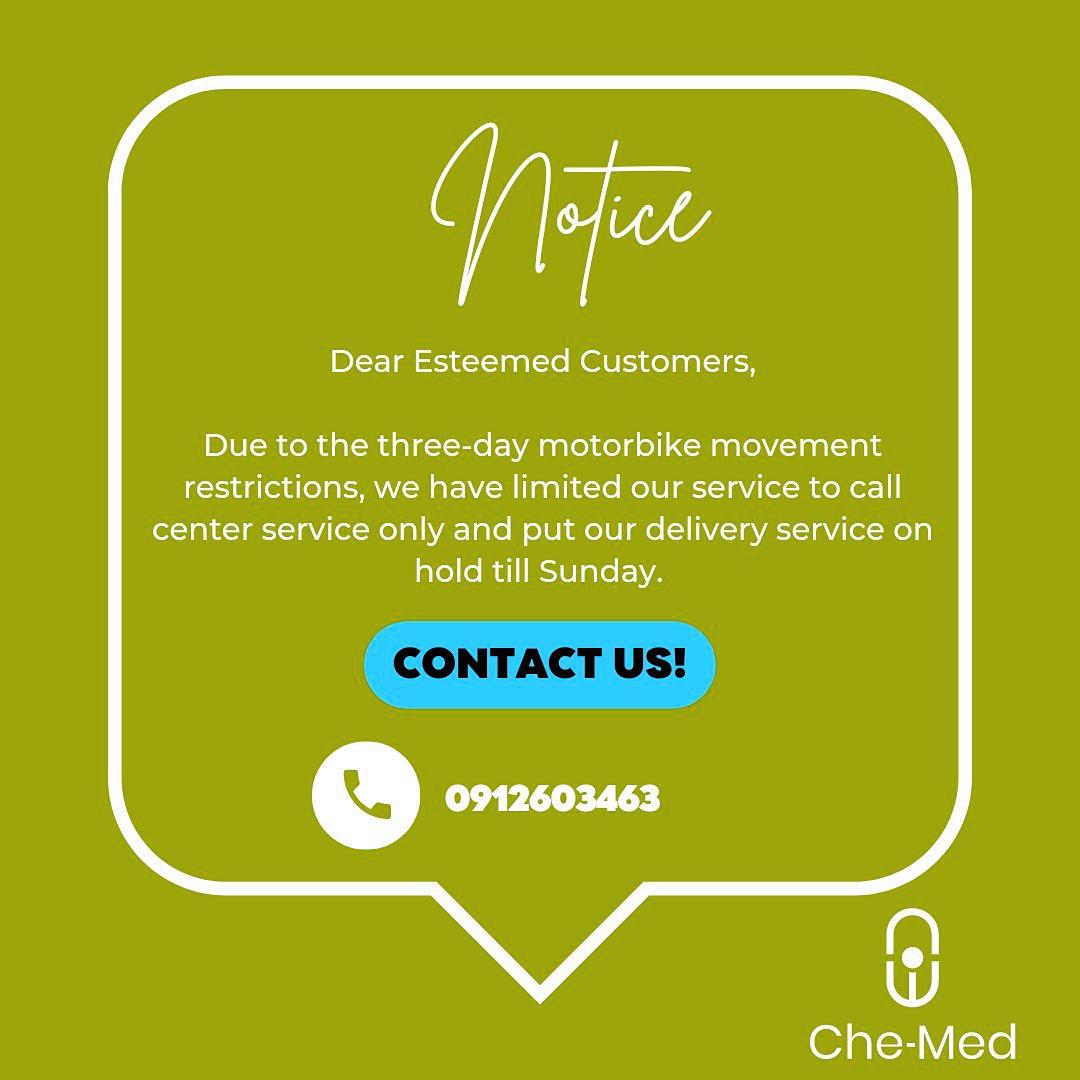 Notice
Dear Esteemed Customers,
Due to the three-day motorbike movement
restrictions, we have limited our service to call
center service only and put our delivery service on
hold till Sunday.
CONTACT US!
0912603463
Che-Med